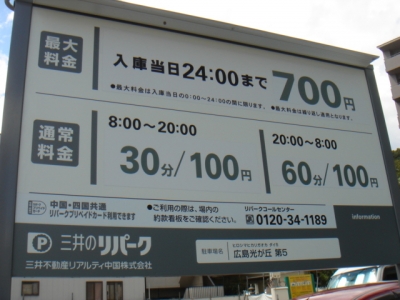 最大料金
入庫当日24:00まで 700円
●最大料金は入庫当日の0:00〜24:00の間に限ります。 ●最大料金は繰り返し適用となります。
通常料金
8:00〜20:00
30分/100円
20:00〜8:00
60分/100円
中国・四国共通
リパークプリペイドカード利用できます
●ご利用の際は、場内の
約款看板をご確認ください。
リパークコールセンター
0120-34-1189
information
P 三井のリパーク
三井不動産リアルティ中国株式会社
駐車場名
広島光が丘 第5